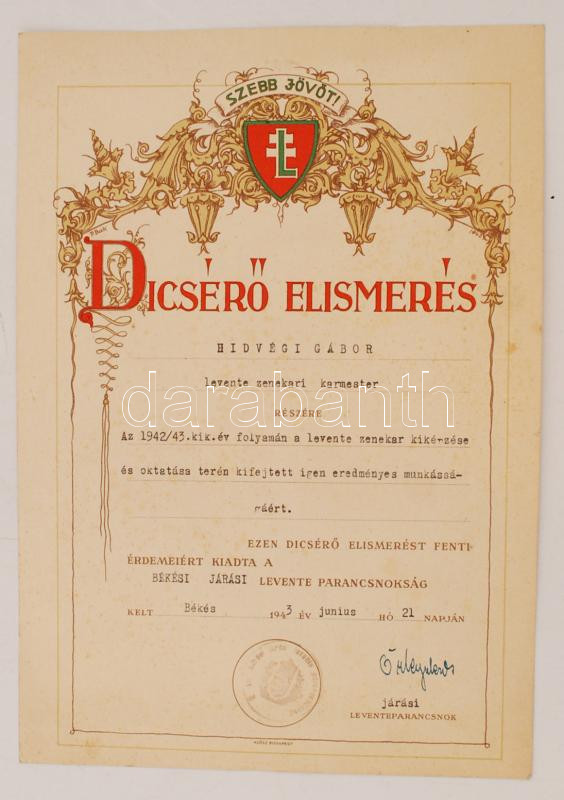 SZEBB JÖVŐT!
L
DICSÉRŐ ELISMERÉS
HIDVÉGI GÁBOR
levente zenekari karmester
RÉSZÉRE
Az 1942/43.kik.év folyamán a levente zenekar kiképzése
és oktatása terén kifejtett igen eredményes munkássá-
gáért.
EZEN DICSÉRŐ ELISMERÉST FENTI
ÉRDEMEIÉRT KIADTA A
BÉKÉSI JÁRÁSI LEVENTE PARANCSNOKSÁG
KELT Békés 1943 ÉV junius HÓ 21 NAPJÁN
járási
LEVENTEPARANCSNOK
darabanth